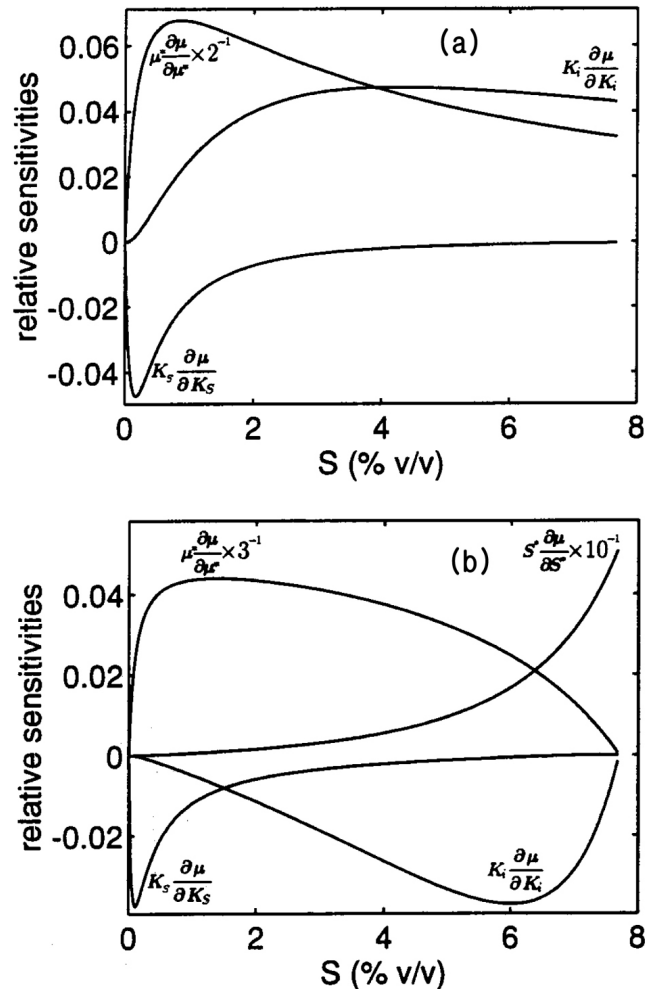 relative sensitivities
0.06
0.04
0.02
0
-0.02
-0.04
(a)
μ* ∂μ/∂μ* ×2⁻¹
Kᵢ ∂μ/∂Kᵢ
Kₛ ∂μ/∂K_S
0 2 4 6 8
S (% v/v)
relative sensitivities
0.04
0.02
0
-0.02
μ* ∂μ/∂μ* ×3⁻¹
(b)
S* ∂μ/∂S* ×10⁻¹
Kₛ ∂μ/∂K_S
Kᵢ ∂μ/∂Kᵢ
0 2 4 6 8
S (% v/v)